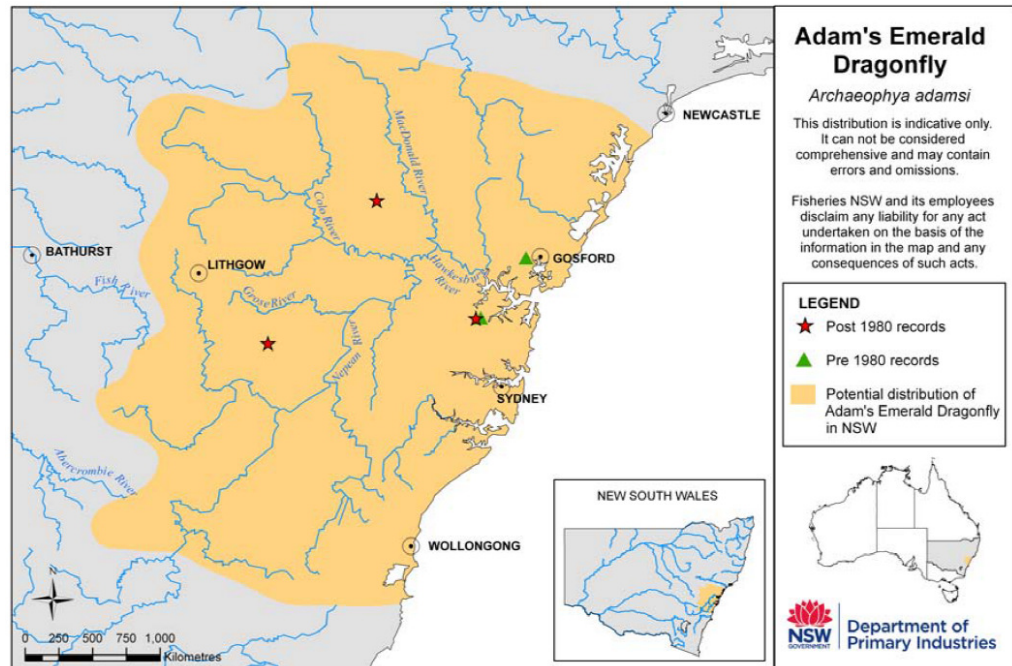 Adam's Emerald
Dragonfly
Archaeophya adamsi
This distribution is indicative only.
It can not be considered
comprehensive and may contain
errors and omissions.
Fisheries NSW and its employees
disclaim any liability for any act
undertaken on the basis of the
information in the map and any
consequences of such acts.
LEGEND
Post 1980 records
Pre 1980 records
Potential distribution of
Adam's Emerald Dragonfly
in NSW
NEWCASTLE
MacDonald River
Colo River
BATHURST
LITHGOW
GOSFORD
Hawkesbury
River
Fish River
Grose River
Nepean
River
SYDNEY
Abercrombie River
WOLLONGONG
NEW SOUTH WALES
N
0 250 500 750 1,000
Kilometres
NSW
GOVERNMENT
Department of
Primary Industries